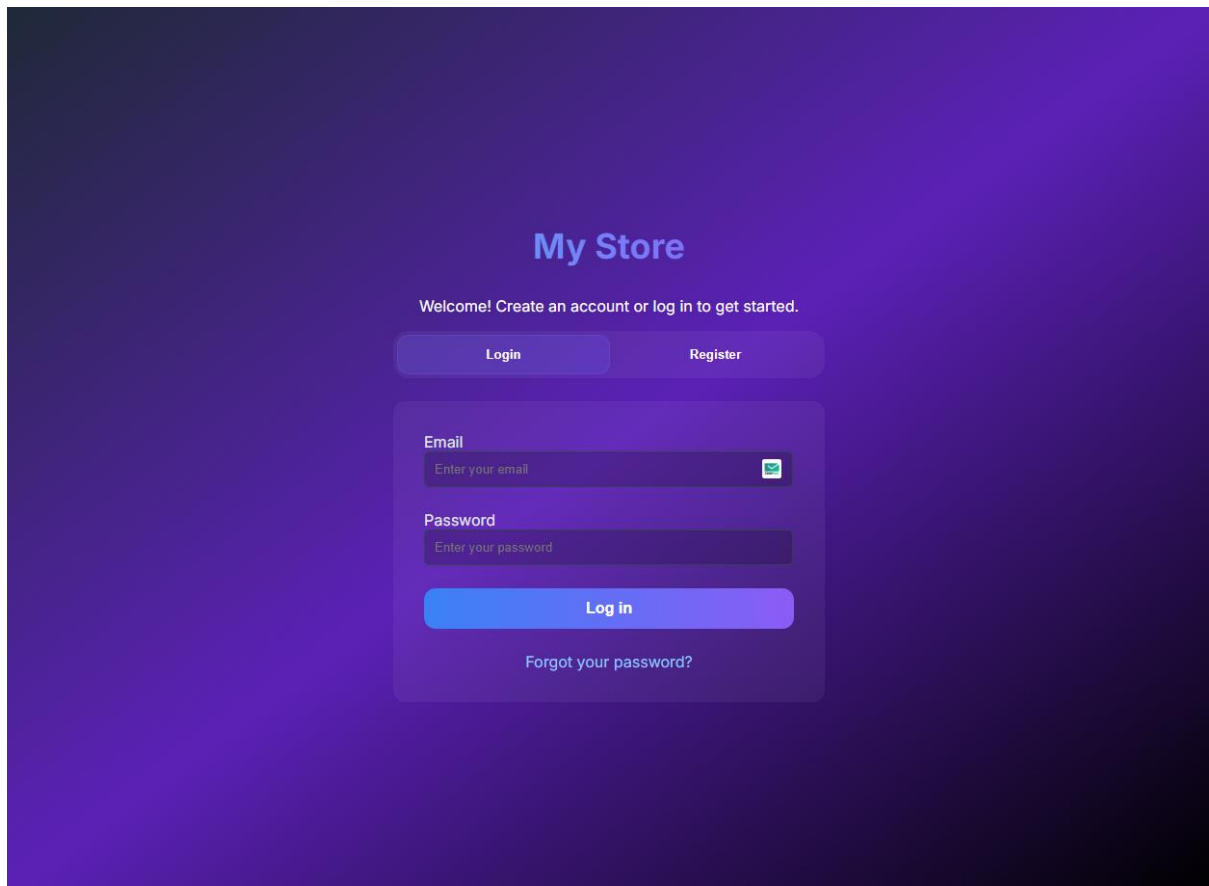 My Store
Welcome! Create an account or log in to get started.
Login
Register
Email
Enter your email
Password
Enter your password
Log in
Forgot your password?